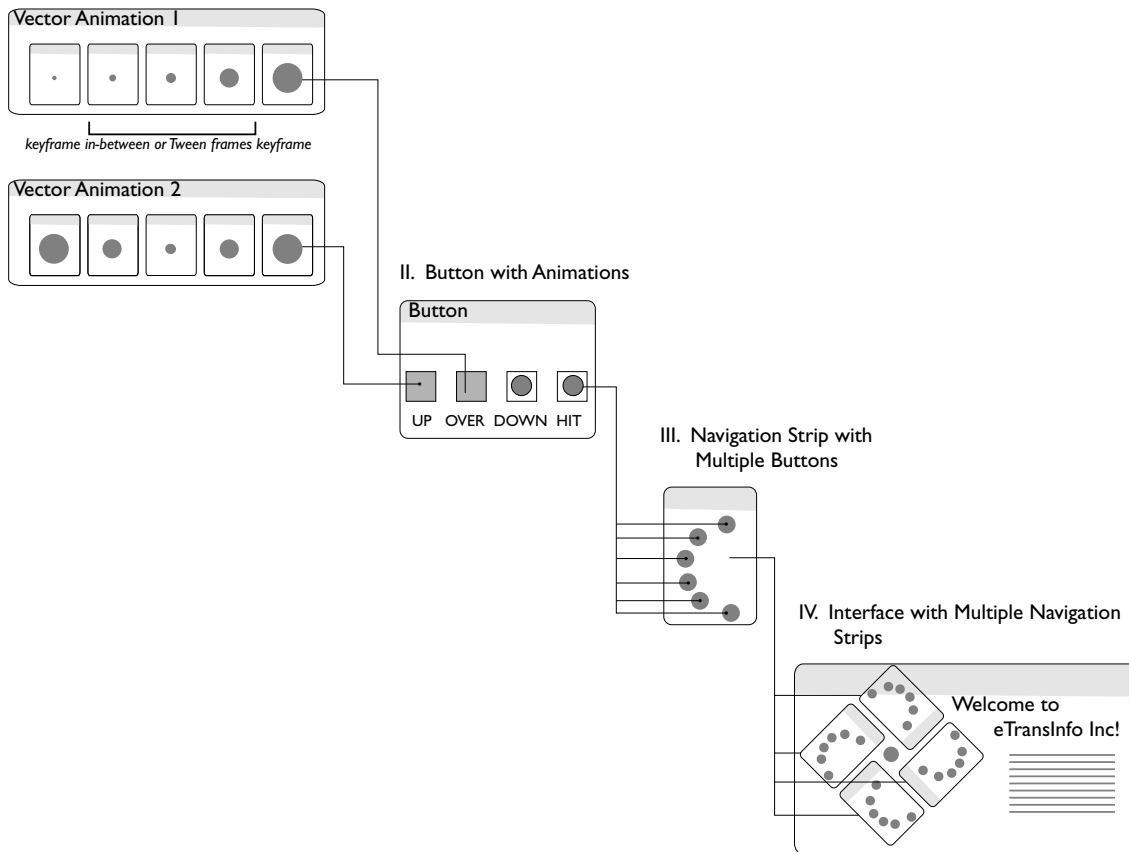 Vector Animation 1
keyframe in-between or Tween frames keyframe
Vector Animation 2
II. Button with Animations
Button
UP OVER DOWN HIT
III. Navigation Strip with
Multiple Buttons
IV. Interface with Multiple Navigation
Strips
Welcome to
eTransInfo Inc!